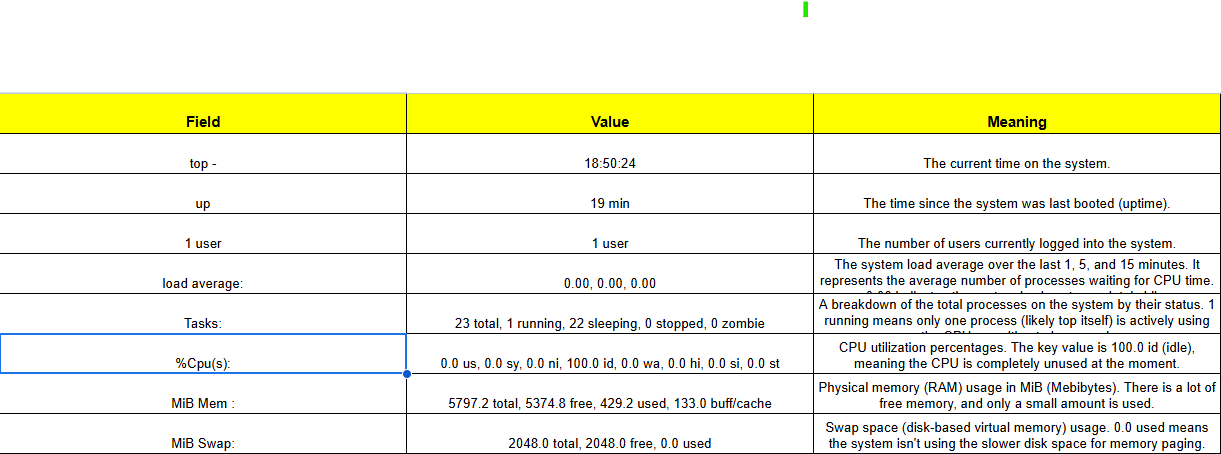 Field Value Meaning
top - 18:50:24 The current time on the system.
up 19 min The time since the system was last booted (uptime).
1 user 1 user The number of users currently logged into the system.
load average: 0.00, 0.00, 0.00 The system load average over the last 1, 5, and 15 minutes. It
represents the average number of processes waiting for CPU time.
Tasks: 23 total, 1 running, 22 sleeping, 0 stopped, 0 zombie A breakdown of the total processes on the system by their status. 1
running means only one process (likely top itself) is actively using
%Cpu(s): 0.0 us, 0.0 sy, 0.0 ni, 100.0 id, 0.0 wa, 0.0 hi, 0.0 si, 0.0 st CPU utilization percentages. The key value is 100.0 id (idle),
meaning the CPU is completely unused at the moment.
MiB Mem : 5797.2 total, 5374.8 free, 429.2 used, 133.0 buff/cache Physical memory (RAM) usage in MiB (Mebibytes). There is a lot of
free memory, and only a small amount is used.
MiB Swap: 2048.0 total, 2048.0 free, 0.0 used Swap space (disk-based virtual memory) usage. 0.0 used means
the system isn't using the slower disk space for memory paging.